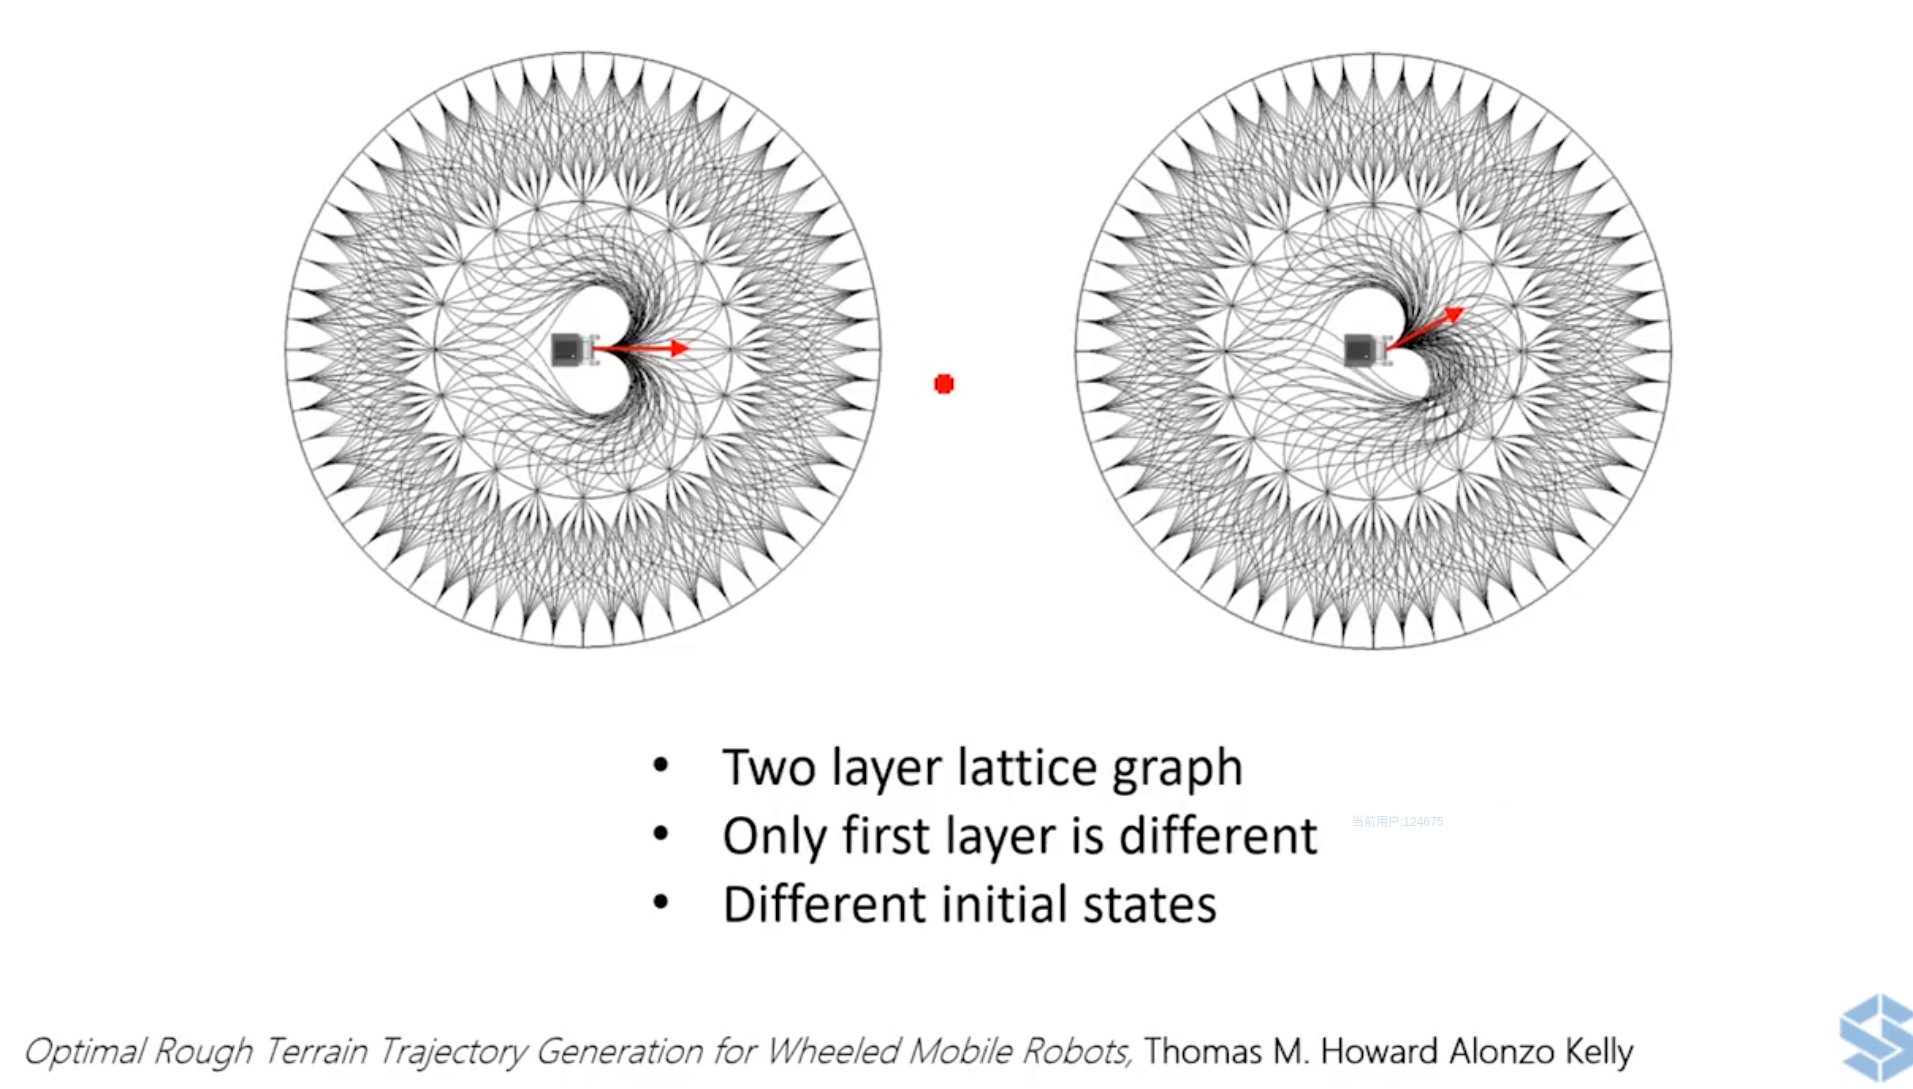 • Two layer lattice graph
• Only first layer is different
当前用户:124675
• Different initial states
Optimal Rough Terrain Trajectory Generation for Wheeled Mobile Robots, Thomas M. Howard Alonzo Kelly